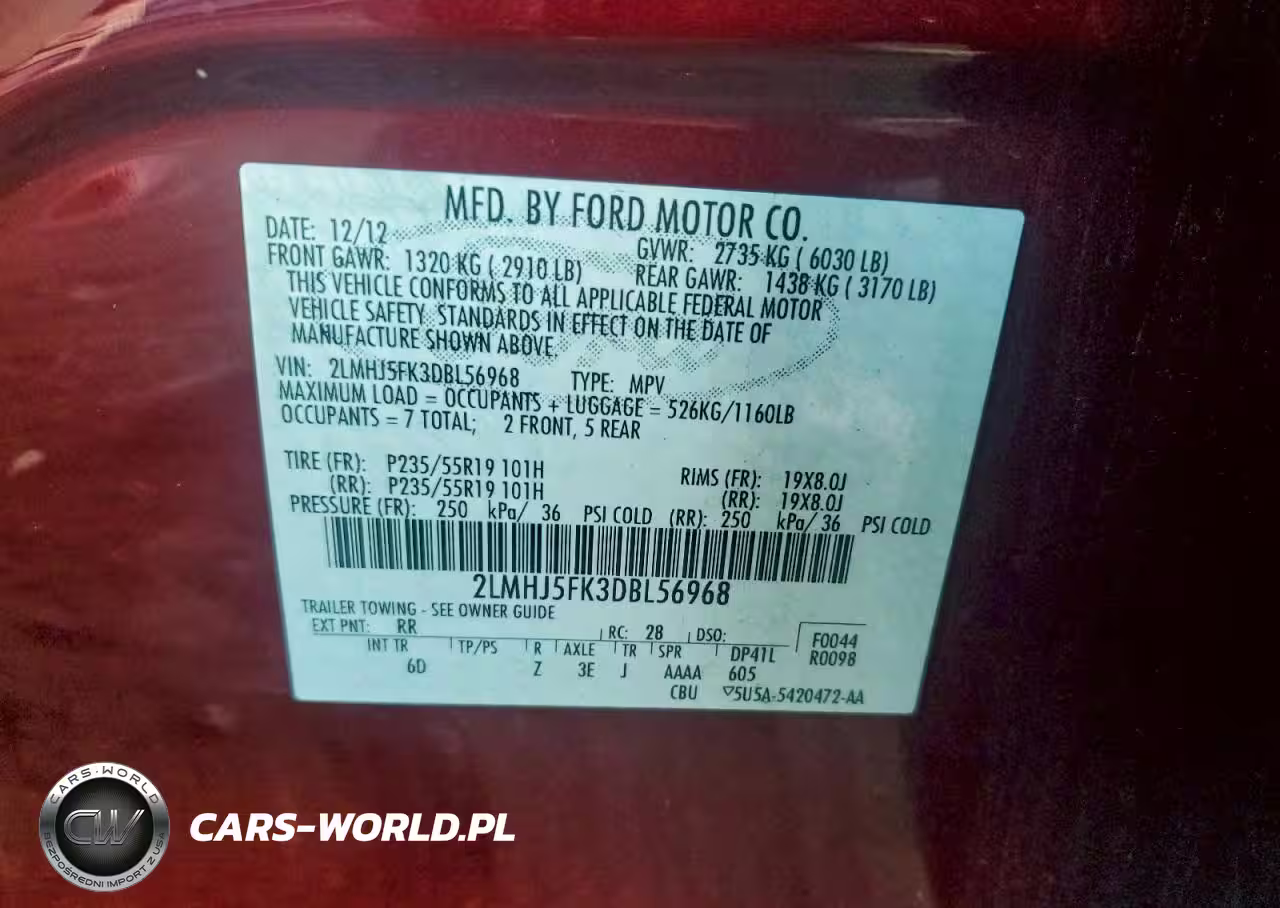 MFD. BY FORD MOTOR CO.
DATE: 12/12 GVWR: 2735 KG ( 6030 LB)
FRONT GAWR: 1320 KG ( 2910 LB) REAR GAWR: 1438 KG ( 3170 LB)
THIS VEHICLE CONFORMS TO ALL APPLICABLE FEDERAL MOTOR
VEHICLE SAFETY STANDARDS IN EFFECT ON THE DATE OF
MANUFACTURE SHOWN ABOVE.
VIN: 2LMHJ5FK3DBL56968 TYPE: MPV
MAXIMUM LOAD = OCCUPANTS + LUGGAGE = 526KG/1160LB
OCCUPANTS = 7 TOTAL; 2 FRONT, 5 REAR
TIRE (FR): P235/55R19 101H RIMS (FR): 19X8.0J
(RR): P235/55R19 101H (RR): 19X8.0J
PRESSURE (FR): 250 kPa/ 36 PSI COLD (RR): 250 kPa/ 36 PSI COLD
2LMHJ5FK3DBL56968
TRAILER TOWING - SEE OWNER GUIDE
EXT PNT: RR RC: 28 DSO: F0044
INT TR TP/PS R AXLE TR SPR DP41L R0098
6D Z 3E J AAAA 605
CBU ▽5U5A-5420472-AA
CARS-WORLD
CW
BEZPOŚREDNI IMPORT Z USA
CARS-WORLD.PL